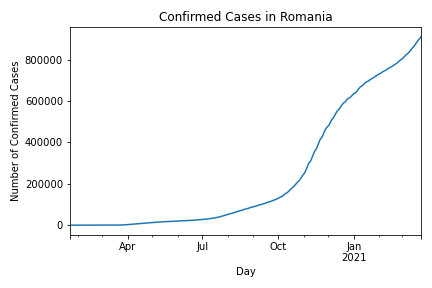 Confirmed Cases in Romania
Number of Confirmed Cases
800000
600000
400000
200000
0
Apr
Jul
Oct
Jan
2021
Day